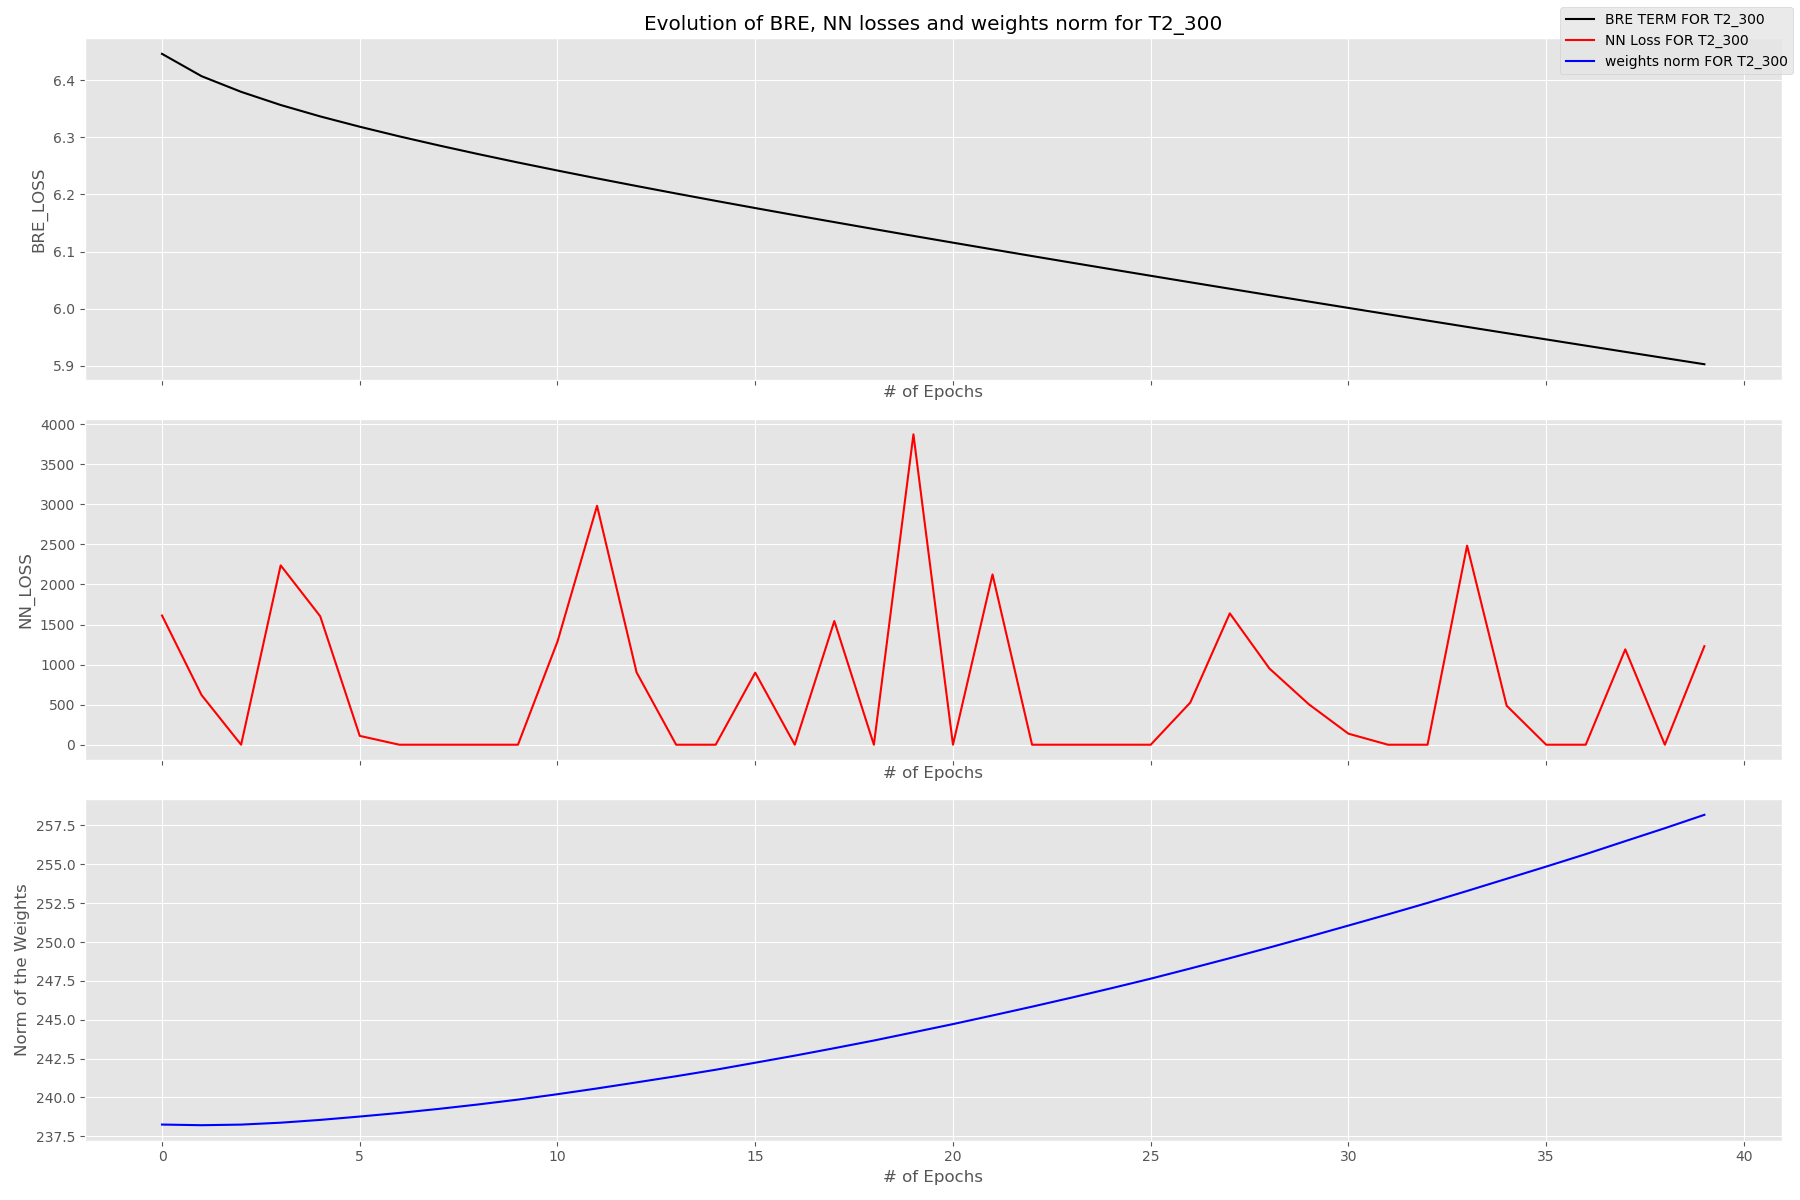 Evolution of BRE, NN losses and weights norm for T2_300
BRE TERM FOR T2_300
NN Loss FOR T2_300
weights norm FOR T2_300
BRE_LOSS
6.4
6.3
6.2
6.1
6.0
5.9
# of Epochs
NN_LOSS
4000
3500
3000
2500
2000
1500
1000
500
0
# of Epochs
Norm of the Weights
257.5
255.0
252.5
250.0
247.5
245.0
242.5
240.0
237.5
0 5 10 15 20 25 30 35 40
# of Epochs